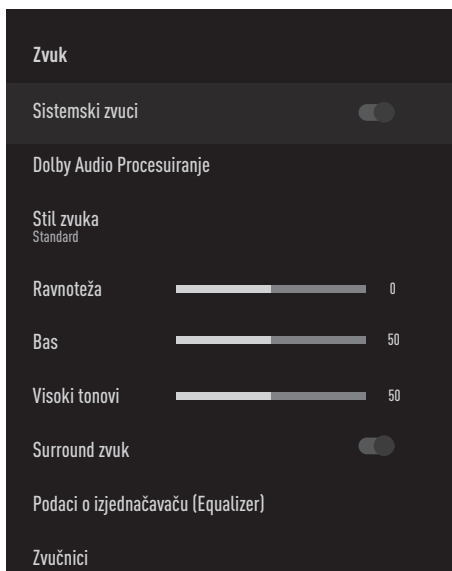 Zvuk
Sistemski zvuci
Dolby Audio Procesuiranje
Stil zvuka
Standard
Ravnoteža 0
Bas 50
Visoki tonovi 50
Surround zvuk
Podaci o izjednačavaču (Equalizer)
Zvučnici